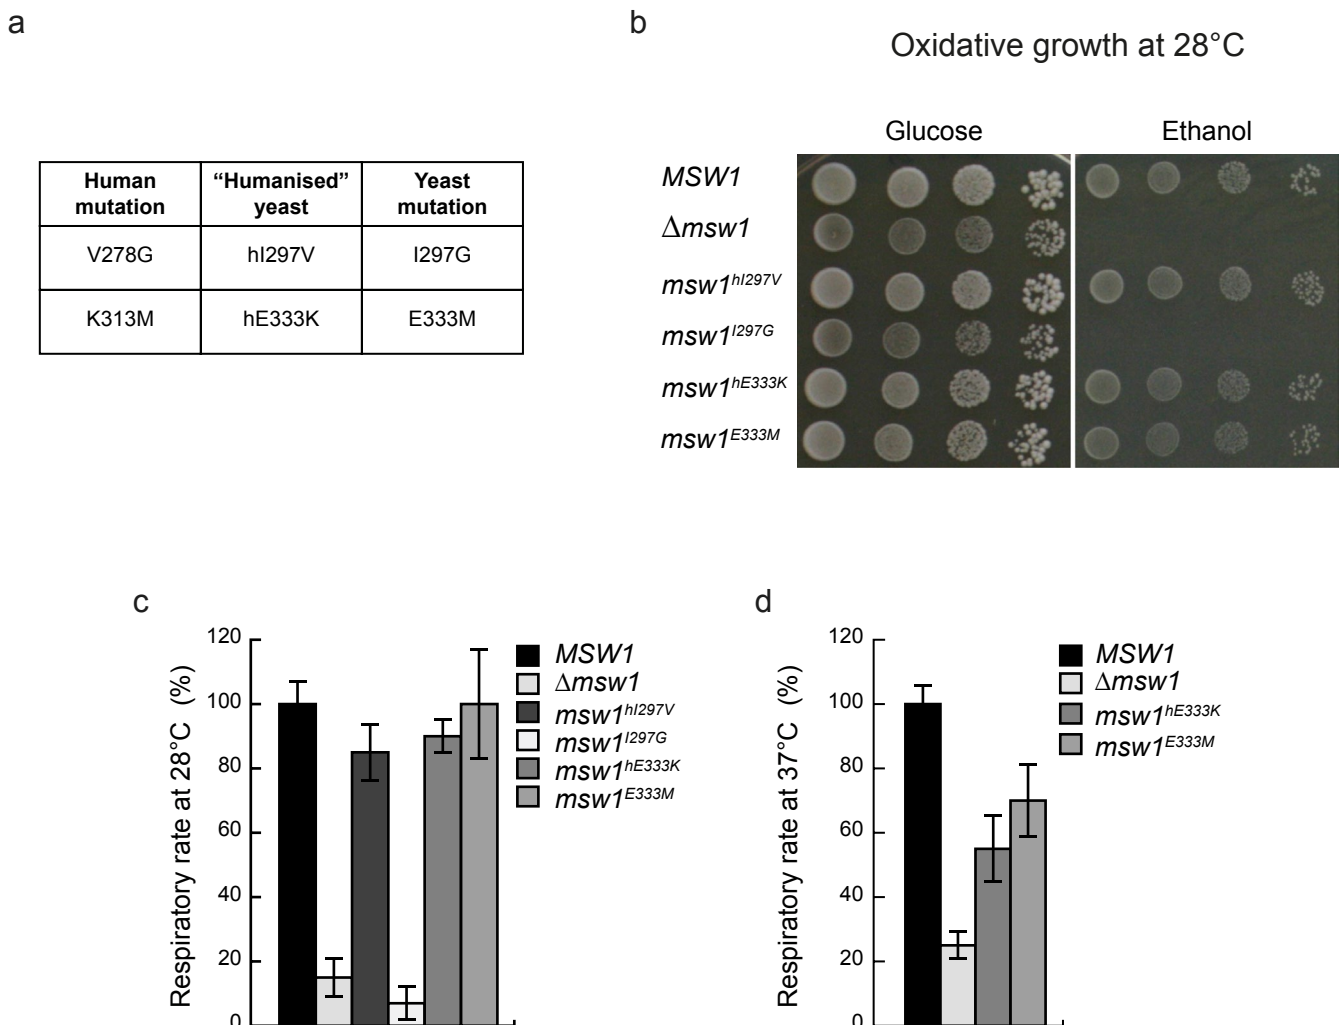 a
Human mutation
"Humanised" yeast
Yeast mutation
V278G
hI297V
I297G
K313M
hE333K
E333M
b
Oxidative growth at 28°C
Glucose
Ethanol
MSW1
Δmsw1
msw1hI297V
msw1I297G
msw1hE333K
msw1E333M
c
Respiratory rate at 28°C (%)
120
100
80
60
40
20
0
MSW1
Δmsw1
msw1hI297V
msw1I297G
msw1hE333K
msw1E333M
d
Respiratory rate at 37°C (%)
120
100
80
60
40
20
0
MSW1
Δmsw1
msw1hE333K
msw1E333M